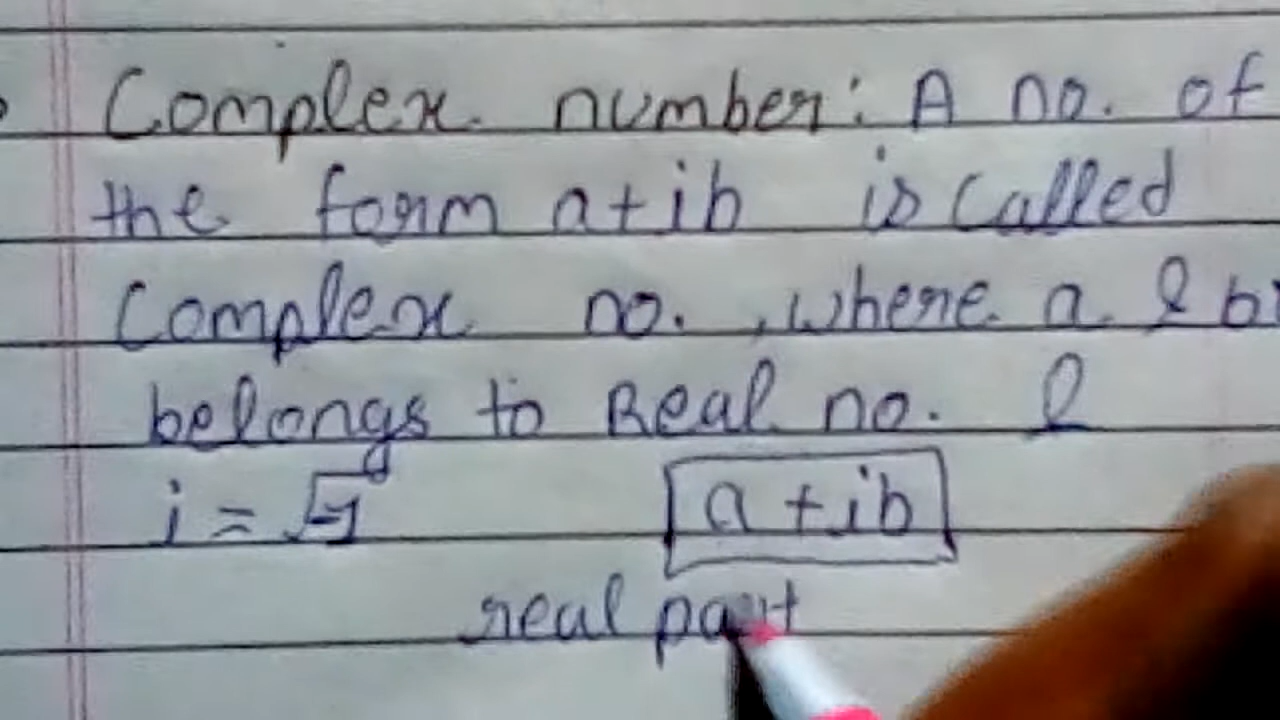 Complex number: A no. of
the form a+ib is called
Complex no., where a & b
belongs to Real no. &
i = √-1 a + ib
real part